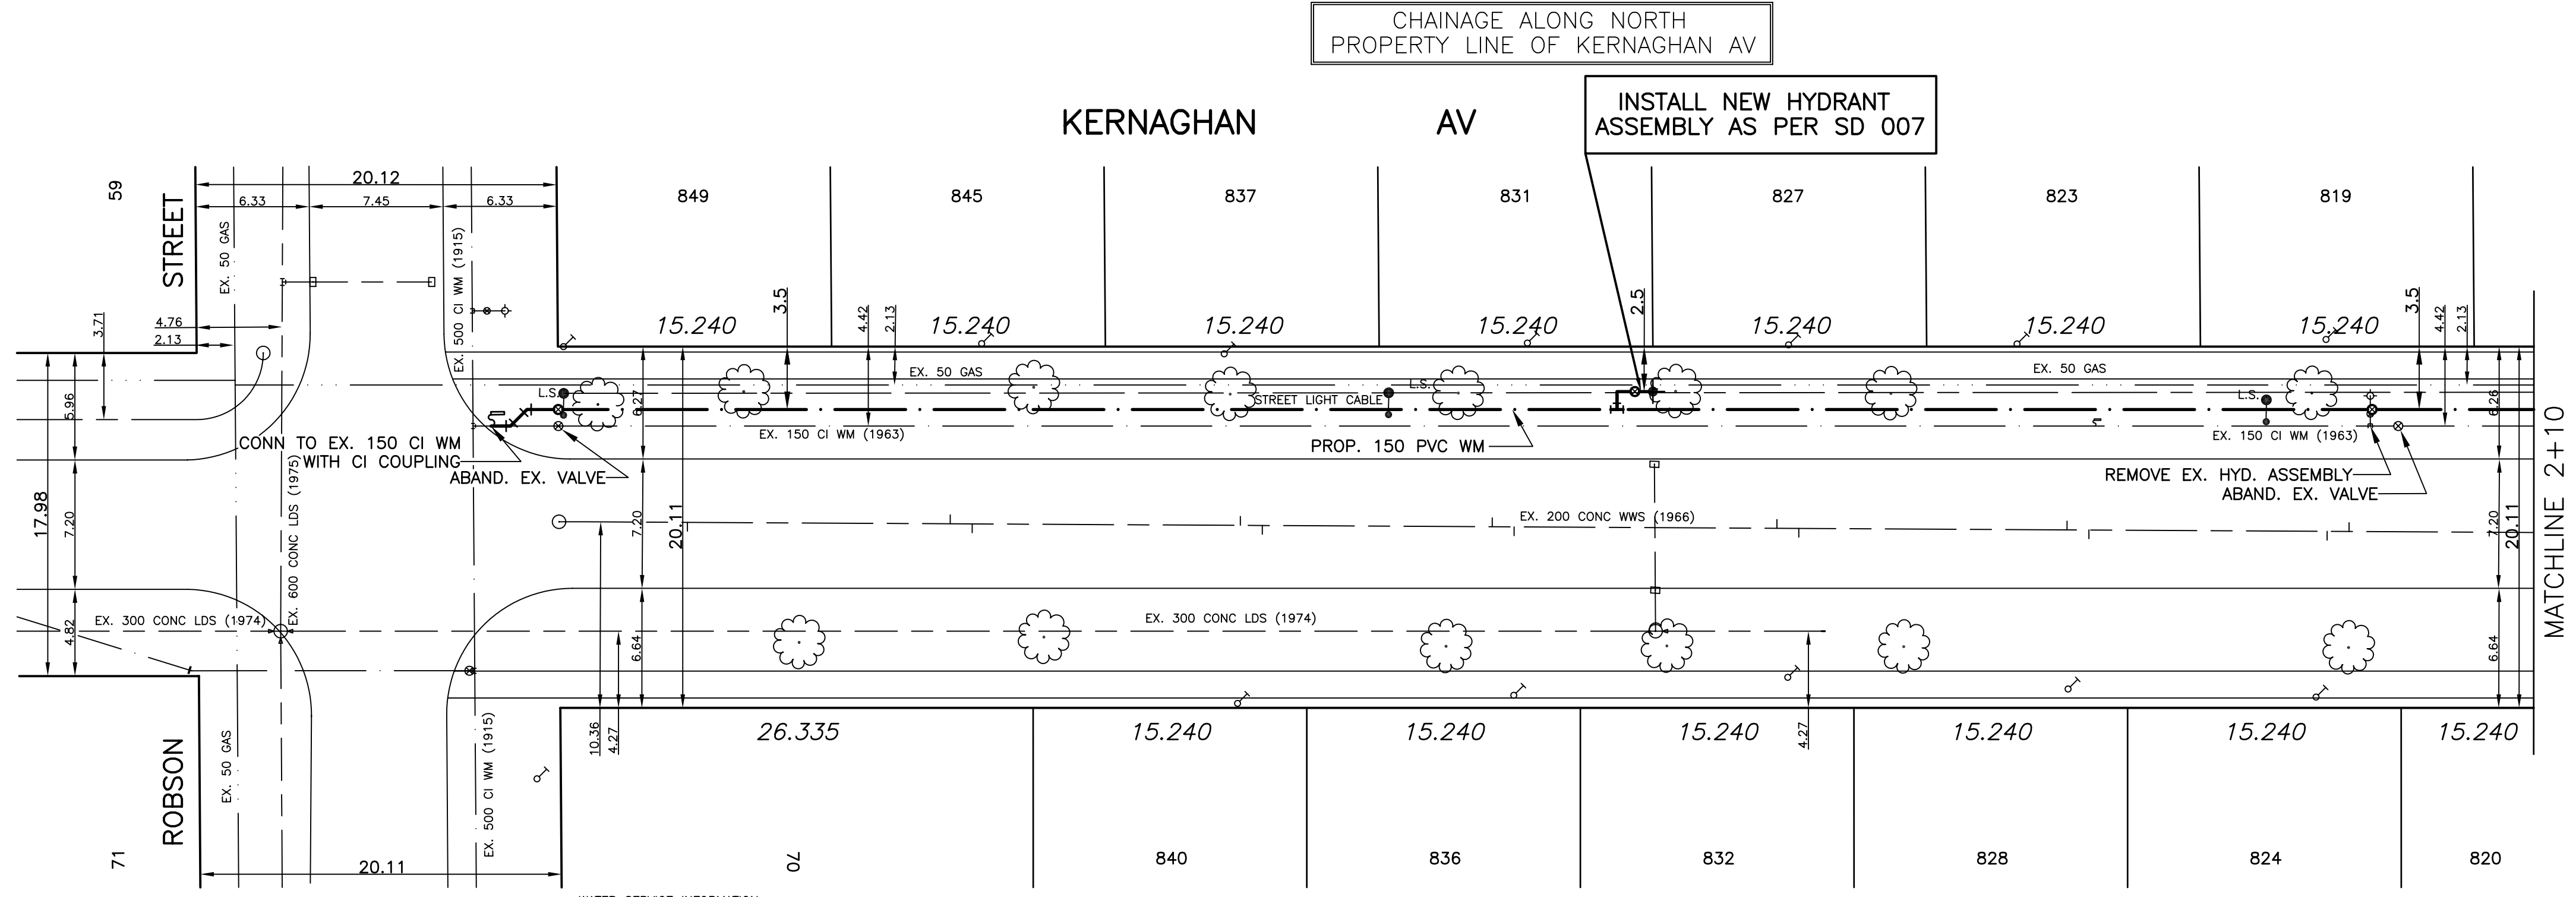 CHAINAGE ALONG NORTH
PROPERTY LINE OF KERNAGHAN AV
KERNAGHAN AV
INSTALL NEW HYDRANT
ASSEMBLY AS PER SD 007
59
STREET
20.12
6.33
7.45
6.33
EX. 50 GAS
EX. 500 CI WM (1915)
849
845
837
831
827
823
819
3.71
4.76
2.13
15.240
3.5
4.42
2.13
15.240
15.240
15.240
2.5
15.240
15.240
15.240
3.5
4.42
2.13
5.96
L.S.
6.27
EX. 50 GAS
STREET LIGHT CABLE
L.S.
EX. 50 GAS
L.S.
6.26
CONN TO EX. 150 CI WM
WITH CI COUPLING
ABAND. EX. VALVE
EX. 150 CI WM (1963)
PROP. 150 PVC WM
EX. 150 CI WM (1963)
REMOVE EX. HYD. ASSEMBLY
ABAND. EX. VALVE
17.98
7.20
EX. 600 CONC LDS (1975)
7.20
20.11
EX. 200 CONC WWS (1966)
7.20
20.11
MATCHLINE 2+10
EX. 300 CONC LDS (1974)
4.82
6.64
EX. 300 CONC LDS (1974)
6.64
10.36
4.27
4.27
ROBSON
EX. 50 GAS
EX. 500 CI WM (1915)
26.335
15.240
15.240
15.240
15.240
15.240
15.240
71
20.11
70
840
836
832
828
824
820
WATER SERVICE INFORMATION